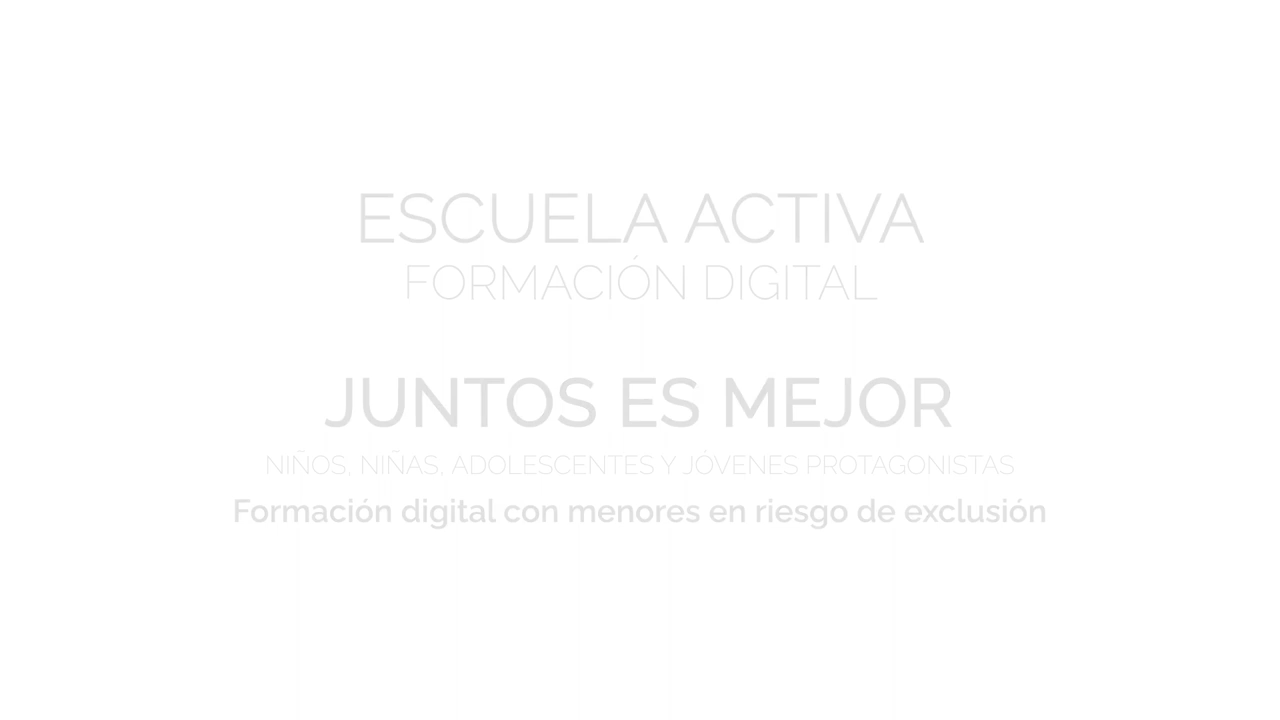 ESCUELA ACTIVA
FORMACIÓN DIGITAL
JUNTOS ES MEJOR
NIÑOS, NIÑAS, ADOLESCENTES Y JÓVENES PROTAGONISTAS
Formación digital con menores en riesgo de exclusión